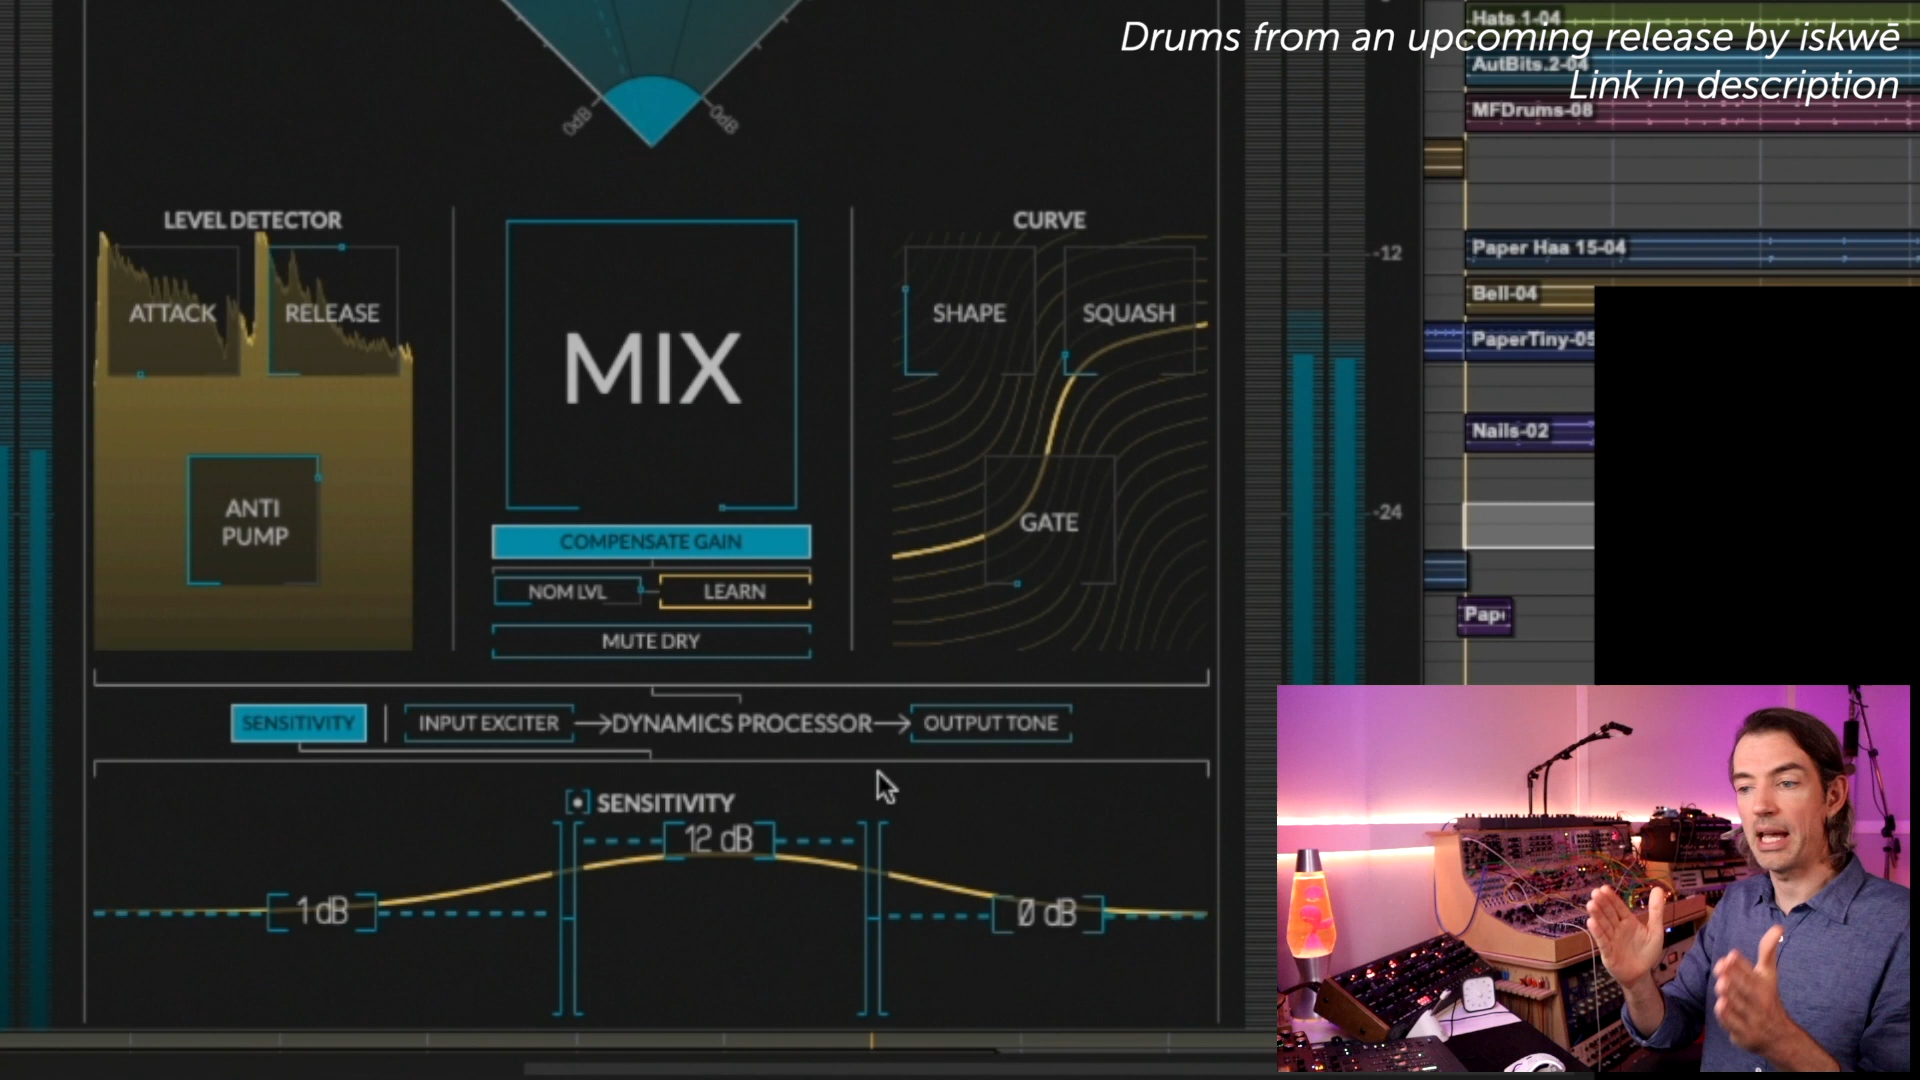 Drums from an upcoming release by iskwē
Link in description
Hats 1-04
AutBits.2-04
MFDrums-08
0dB
0dB
LEVEL DETECTOR
CURVE
ATTACK
RELEASE
MIX
SHAPE
SQUASH
-12
Paper Haa 15-04
Bell-04
PaperTiny-05
Nails-02
ANTI
PUMP
GATE
-24
COMPENSATE GAIN
NOM LVL
LEARN
MUTE DRY
Pap
SENSITIVITY
INPUT EXCITER
DYNAMICS PROCESSOR
OUTPUT TONE
SENSITIVITY
12 dB
1 dB
0 dB